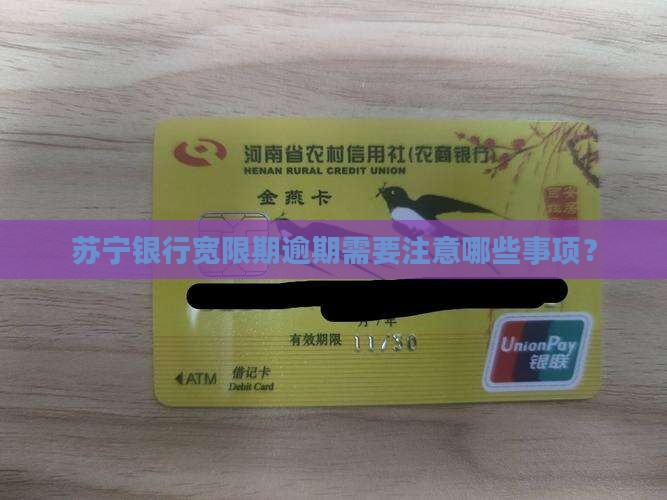 河南省农村信用社(农商银行)
HENAN RURAL CREDIT UNION
金燕卡
苏宁银行宽限期逾期需要注意哪些事项？
月/年
有效期限 11/30
ATM 借记卡
Debit Card
UnionPay
银联